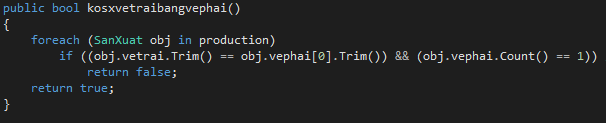 public bool kosxvetraibangvephai()
{
foreach (SanXuat obj in production)
if ((obj.vetrai.Trim() == obj.vephai[0].Trim()) && (obj.vephai.Count() == 1))
return false;
return true;
}